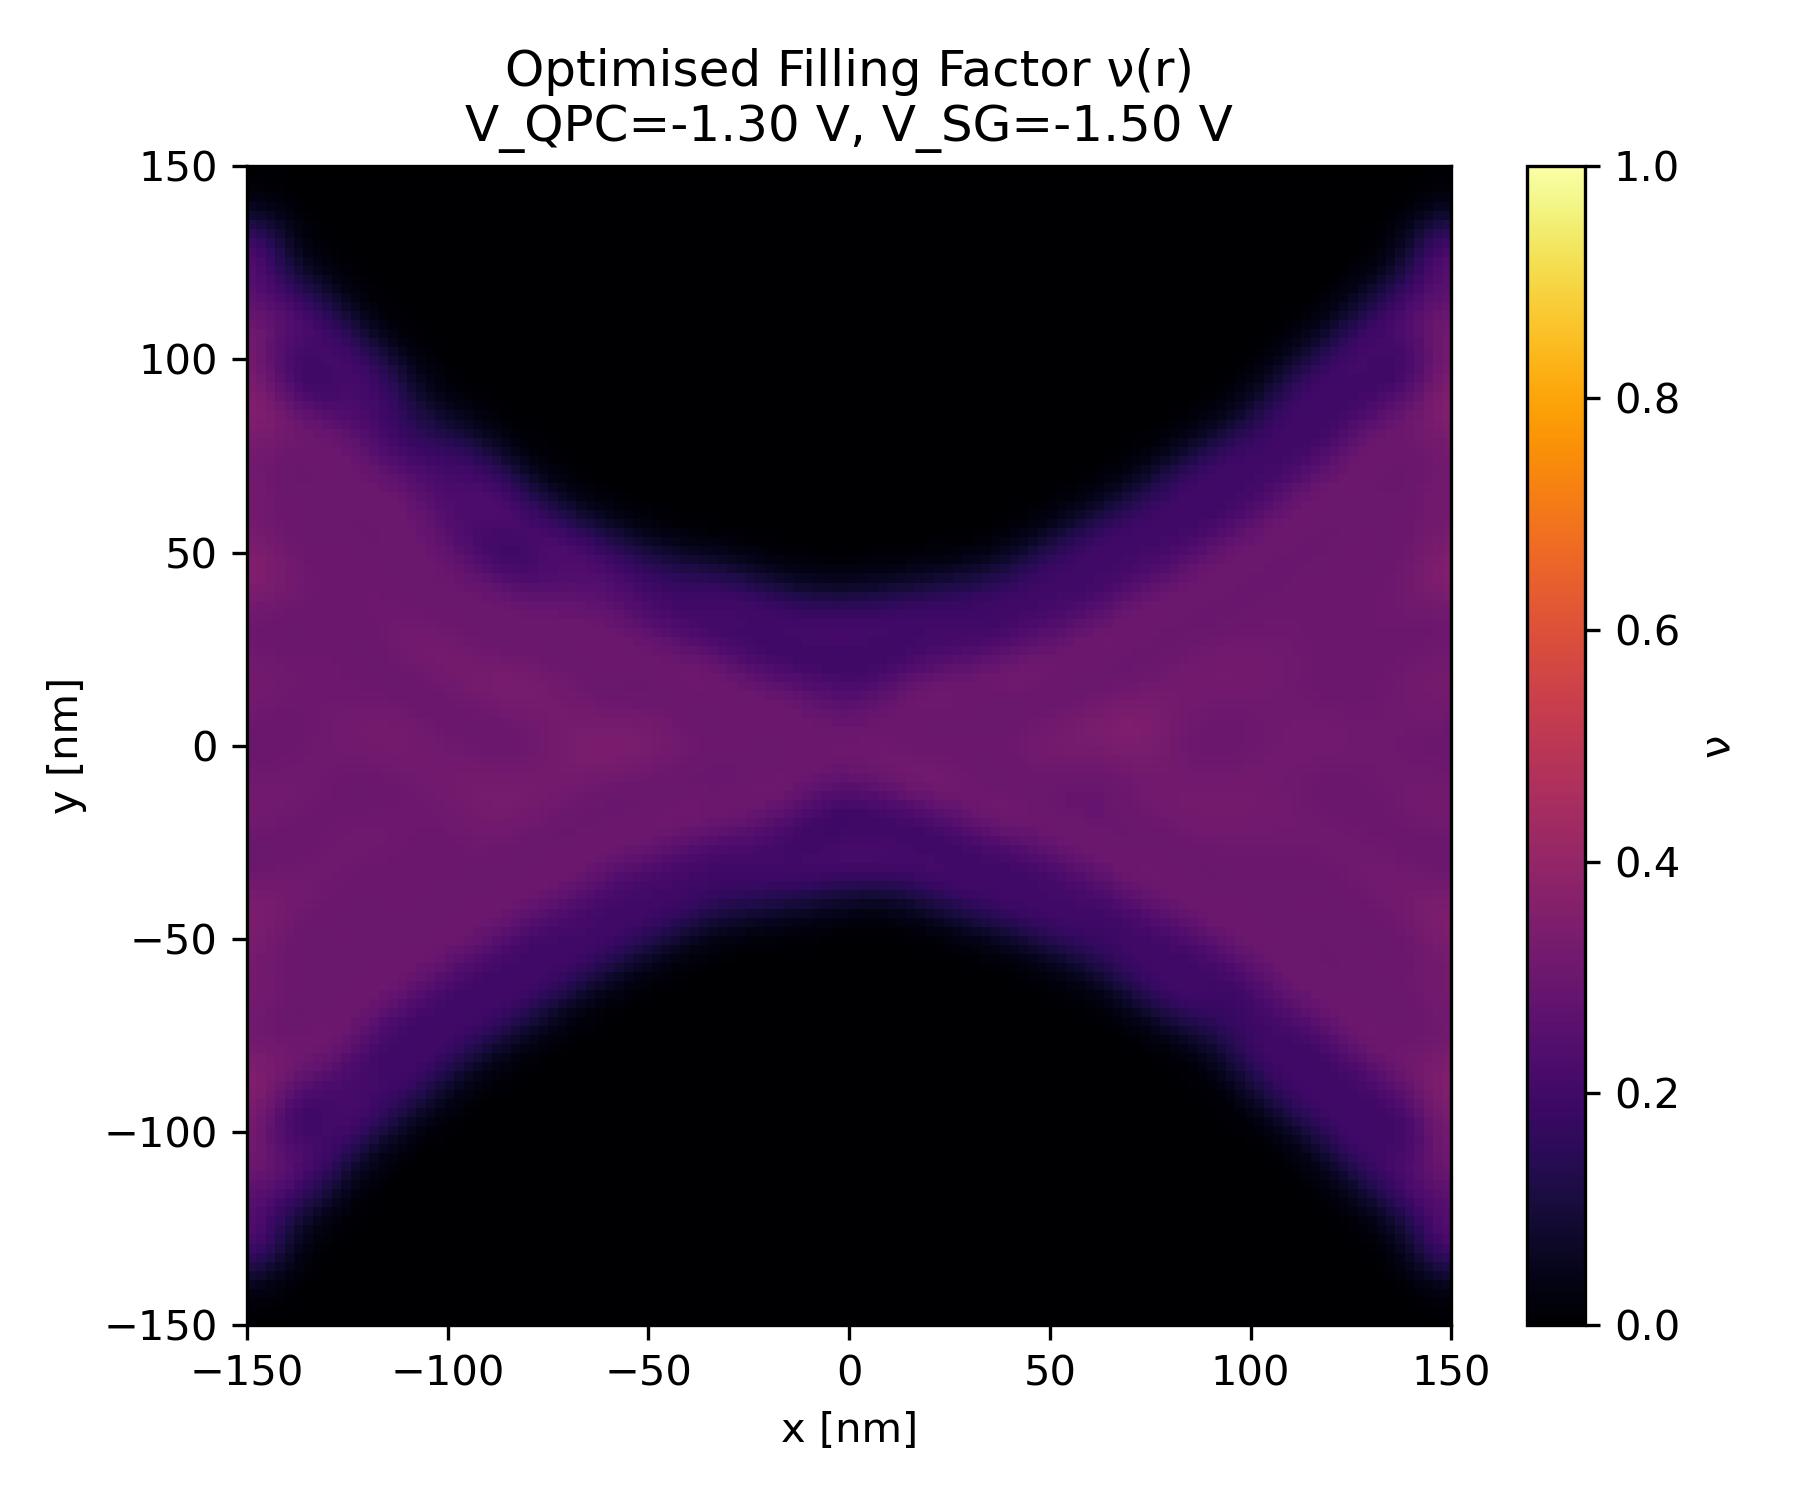 Optimised Filling Factor ν(r)
V_QPC=-1.30 V, V_SG=-1.50 V
150
100
50
0
−50
−100
−150
y [nm]
−150 −100 −50 0 50 100 150
x [nm]
1.0
0.8
0.6
0.4
0.2
0.0
ν